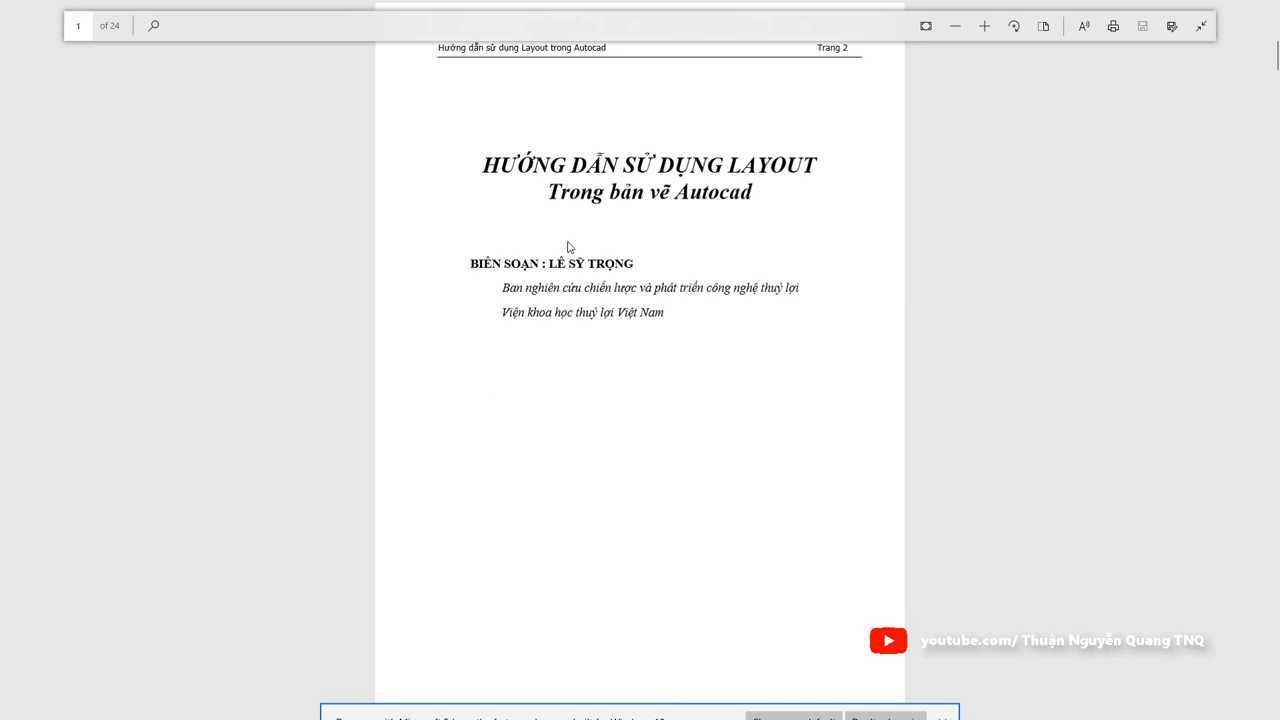 1 of 24
Hướng dẫn sử dụng Layout trong Autocad Trang 2
HƯỚNG DẪN SỬ DỤNG LAYOUT
Trong bản vẽ Autocad
BIÊN SOẠN : LÊ SỸ TRỌNG
Ban nghiên cứu chiến lược và phát triển công nghệ thuỷ lợi
Viện khoa học thuỷ lợi Việt Nam
youtube.com/ Thuận Nguyễn Quang TNQ